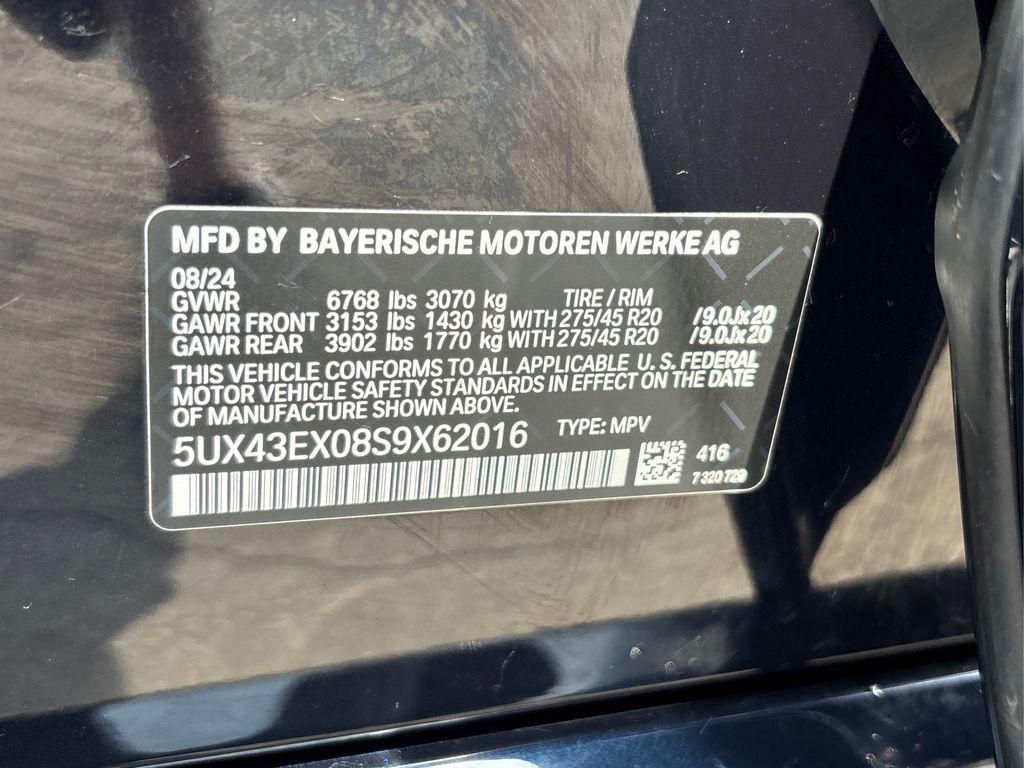 MFD BY BAYERISCHE MOTOREN WERKE AG
08/24
GVWR 6768 lbs 3070 kg TIRE / RIM
GAWR FRONT 3153 lbs 1430 kg WITH 275/45 R20 /9.0Jx20
GAWR REAR 3902 lbs 1770 kg WITH 275/45 R20 /9.0Jx20
THIS VEHICLE CONFORMS TO ALL APPLICABLE U.S. FEDERAL
MOTOR VEHICLE SAFETY STANDARDS IN EFFECT ON THE DATE
OF MANUFACTURE SHOWN ABOVE.
5UX43EX08S9X62016 TYPE: MPV
416
7320729